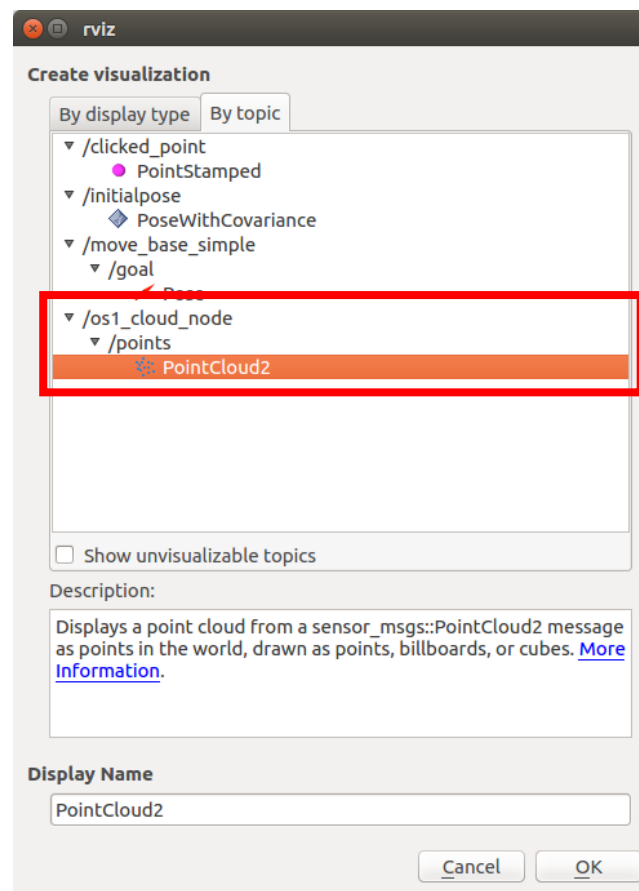 rviz
Create visualization
By display type
By topic
/clicked_point
PointStamped
/initialpose
PoseWithCovariance
/move_base_simple
/goal
Pose
/os1_cloud_node
/points
PointCloud2
Show unvisualizable topics
Description:
Displays a point cloud from a sensor_msgs::PointCloud2 message
as points in the world, drawn as points, billboards, or cubes. More
Information.
Display Name
PointCloud2
Cancel
OK